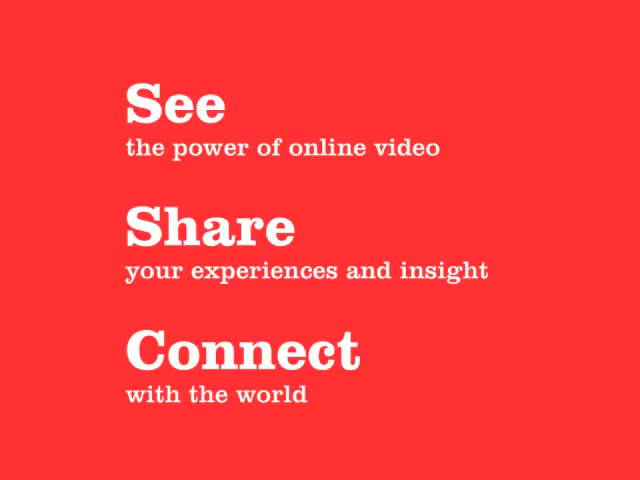 See
the power of online video
Share
your experiences and insight
Connect
with the world